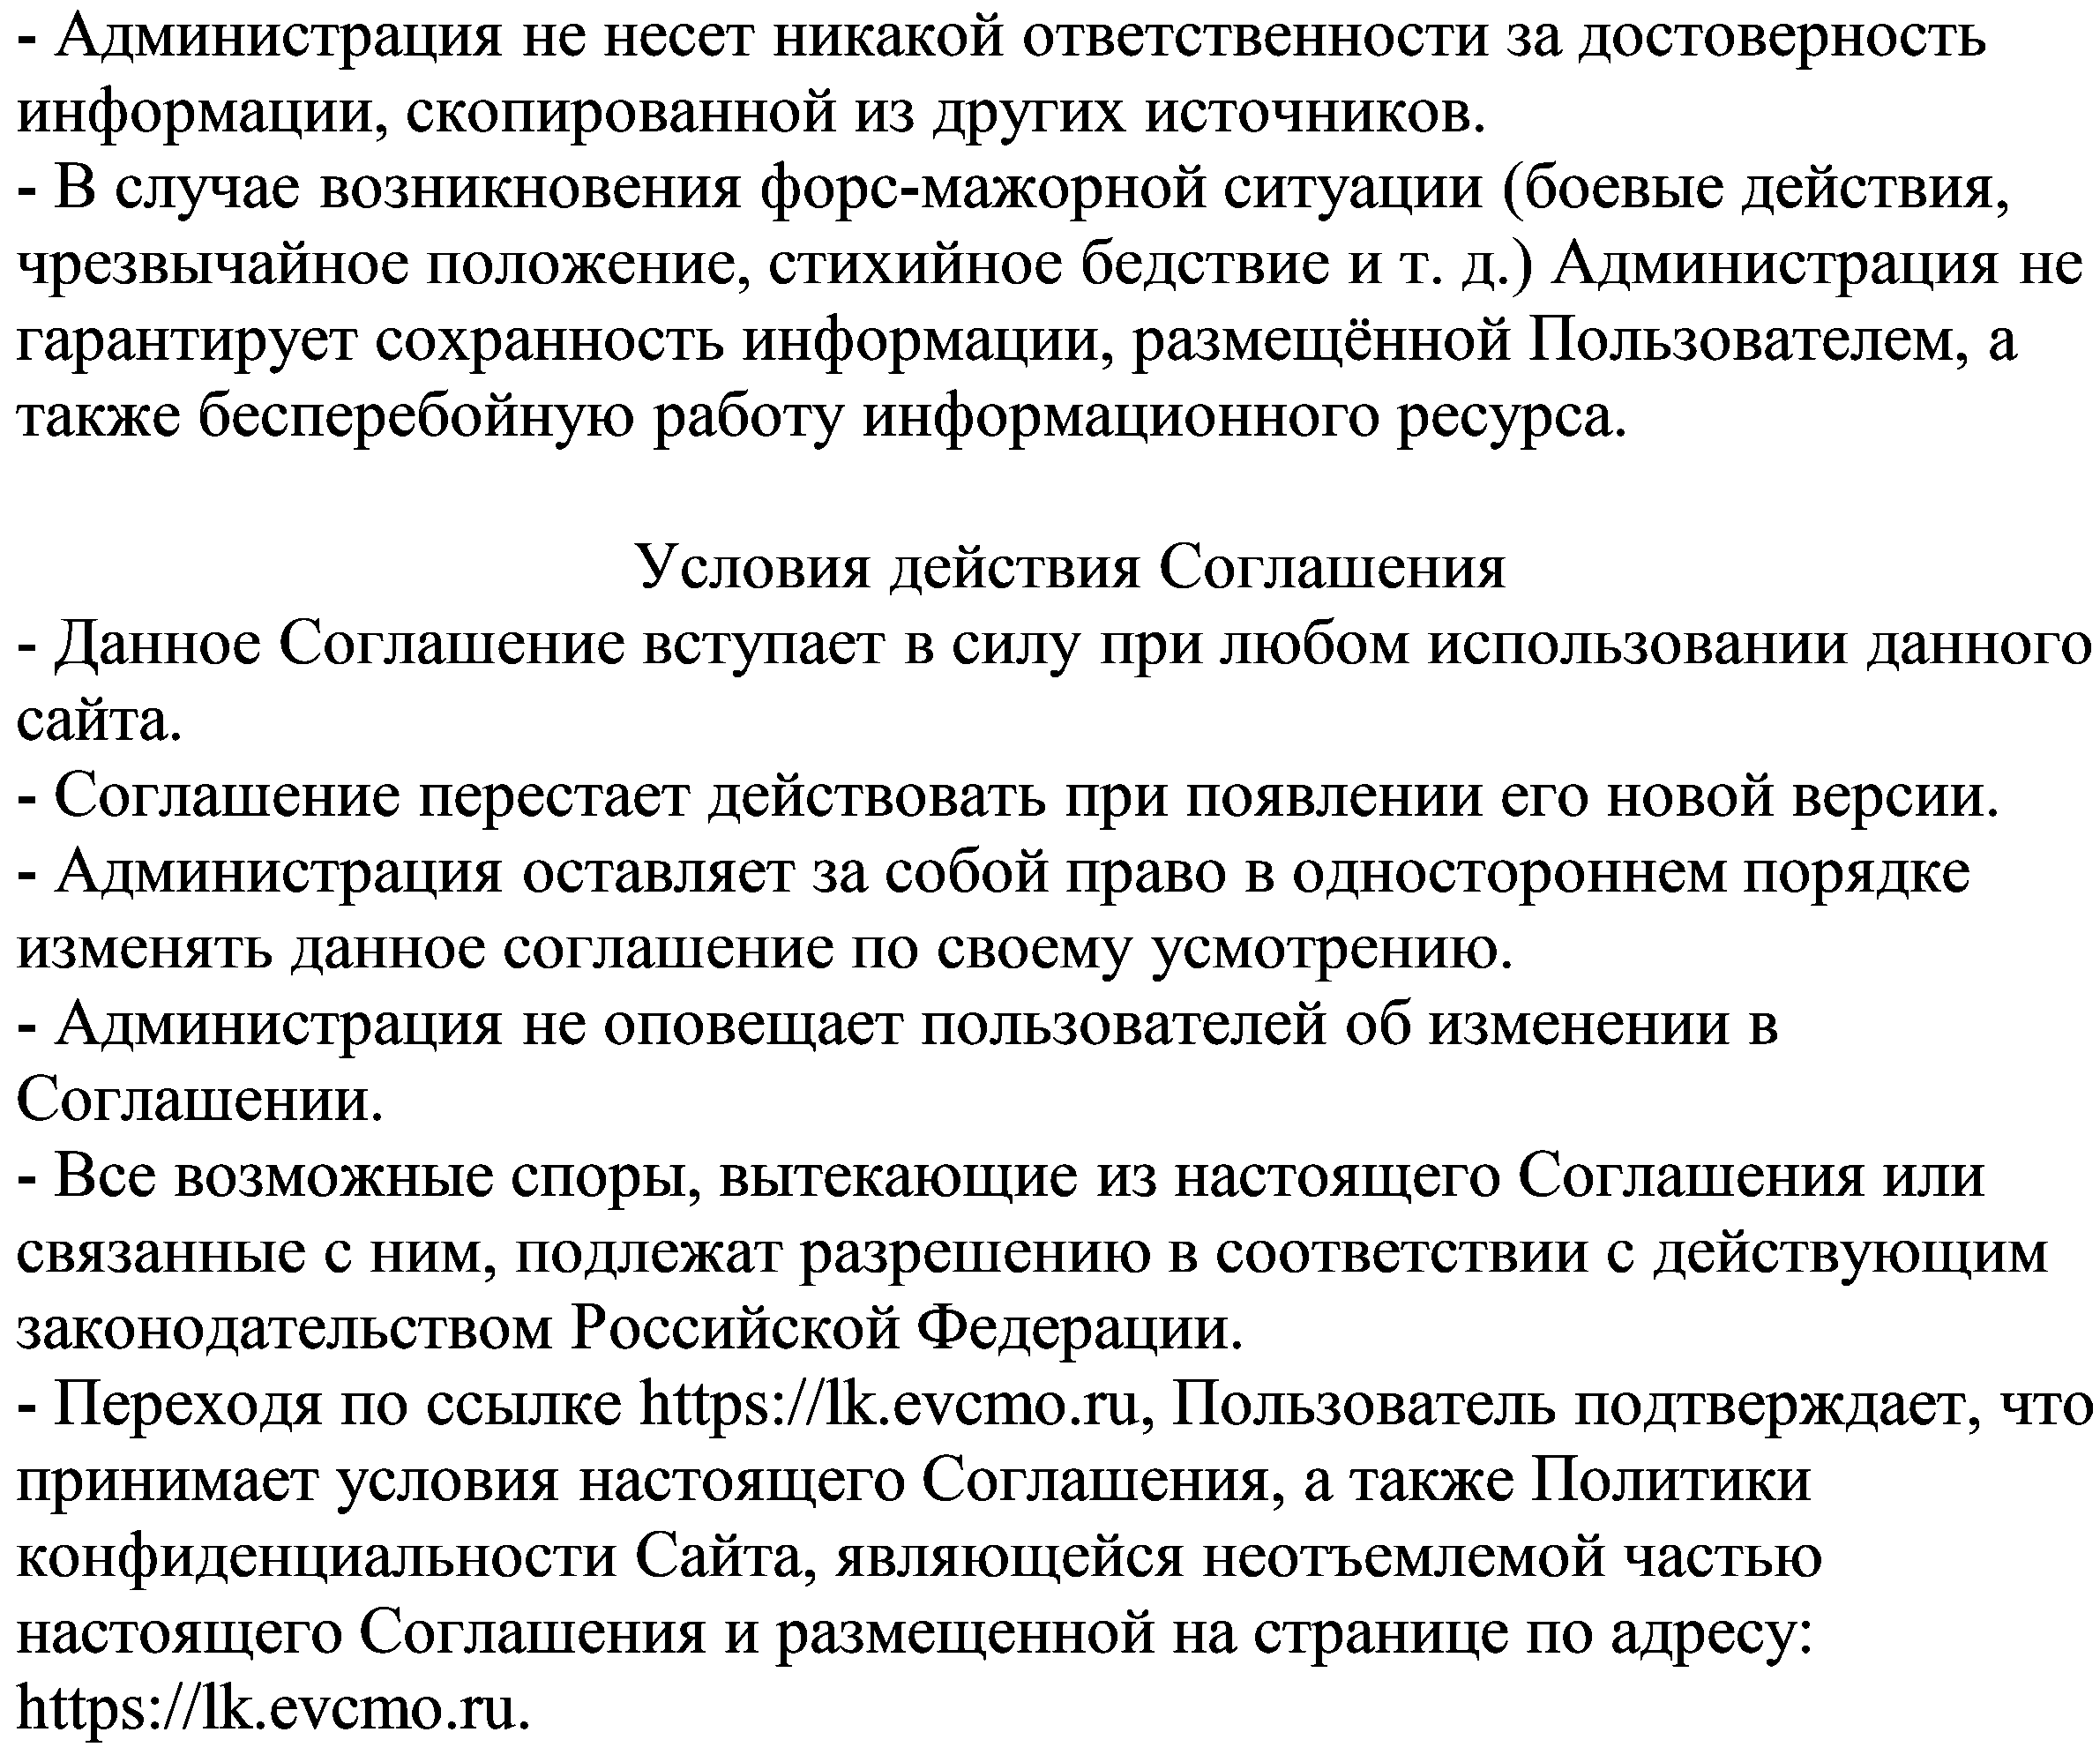 - Администрация не несет никакой ответственности за достоверность
информации, скопированной из других источников.
- В случае возникновения форс-мажорной ситуации (боевые действия,
чрезвычайное положение, стихийное бедствие и т. д.) Администрация не
гарантирует сохранность информации, размещённой Пользователем, а
также бесперебойную работу информационного ресурса.
Условия действия Соглашения
- Данное Соглашение вступает в силу при любом использовании данного
сайта.
- Соглашение перестает действовать при появлении его новой версии.
- Администрация оставляет за собой право в одностороннем порядке
изменять данное соглашение по своему усмотрению.
- Администрация не оповещает пользователей об изменении в
Соглашении.
- Все возможные споры, вытекающие из настоящего Соглашения или
связанные с ним, подлежат разрешению в соответствии с действующим
законодательством Российской Федерации.
- Переходя по ссылке https://lk.evcmo.ru, Пользователь подтверждает, что
принимает условия настоящего Соглашения, а также Политики
конфиденциальности Сайта, являющейся неотъемлемой частью
настоящего Соглашения и размещенной на странице по адресу:
https://lk.evcmo.ru.